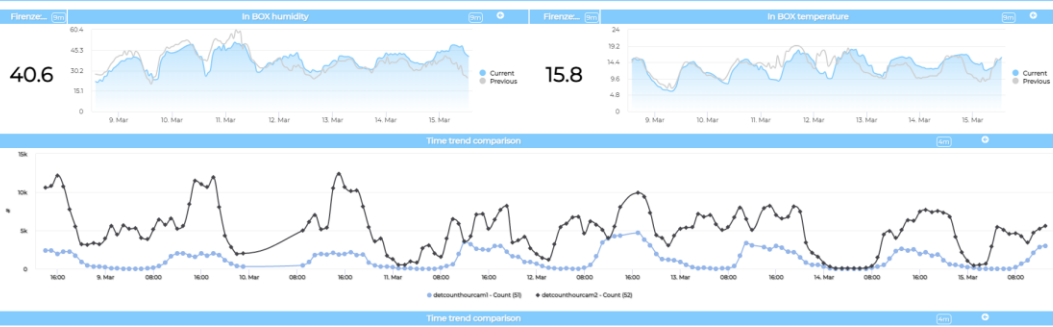 Firenze:... 9m In BOX humidity 9m
Firenze:... 9m In BOX temperature 9m
40.6
60.4
45.3
30.2
15.1
0
9. Mar 10. Mar 11. Mar 12. Mar 13. Mar 14. Mar 15. Mar
Current
Previous
15.8
24
19.2
14.4
9.6
4.8
0
9. Mar 10. Mar 11. Mar 12. Mar 13. Mar 14. Mar 15. Mar
Current
Previous
Time trend comparison 4m
15k
10k
5k
0
#
16:00 9. Mar 08:00 16:00 10. Mar 08:00 16:00 11. Mar 08:00 16:00 12. Mar 08:00 16:00 13. Mar 08:00 16:00 14. Mar 08:00 16:00 15. Mar 08:00
detcounthourcam1 - Count (51) detcounthourcam2 - Count (52)
Time trend comparison 4m